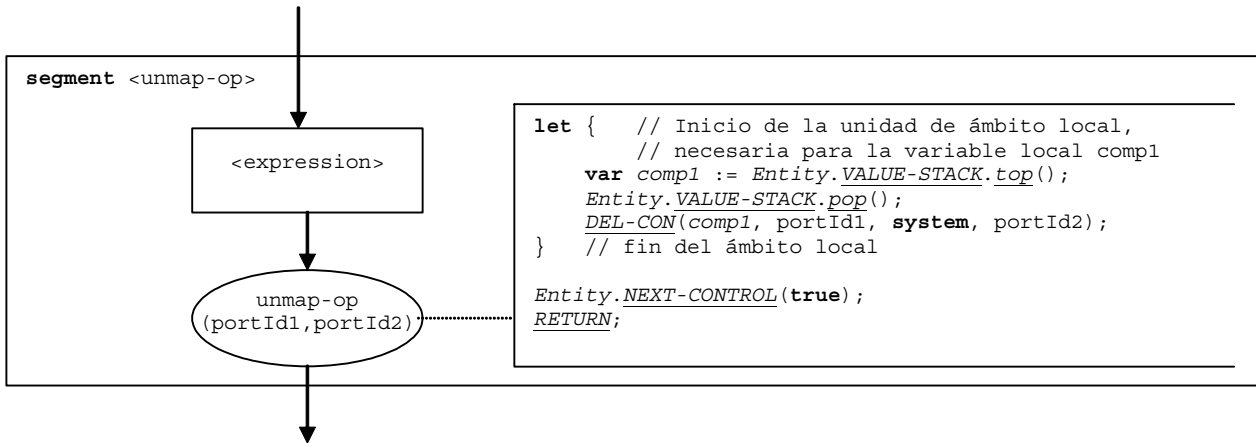 segment <unmap-op>
<expression>
unmap-op
(portId1,portId2)
let {   // Inicio de la unidad de ámbito local,
// necesaria para la variable local comp1
var comp1 := Entity.VALUE-STACK.top();
Entity.VALUE-STACK.pop();
DEL-CON(comp1, portId1, system, portId2);
}   // fin del ámbito local
Entity.NEXT-CONTROL(true);
RETURN;